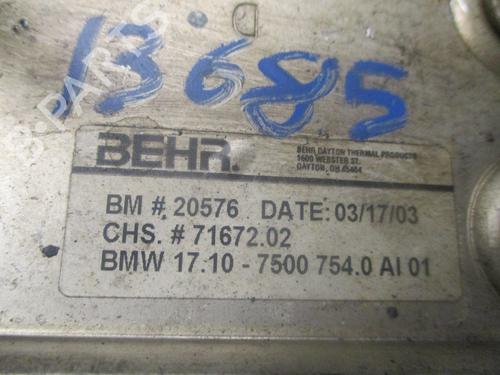 13685
BEHR.
BEHR DAYTON THERMAL PRODUCTS
1600 WEBSTER ST.
DAYTON, OH 45404
BM # 20576 DATE: 03/17/03
CHS. # 71672.02
BMW 17.10 - 7500 754.0 AI 01